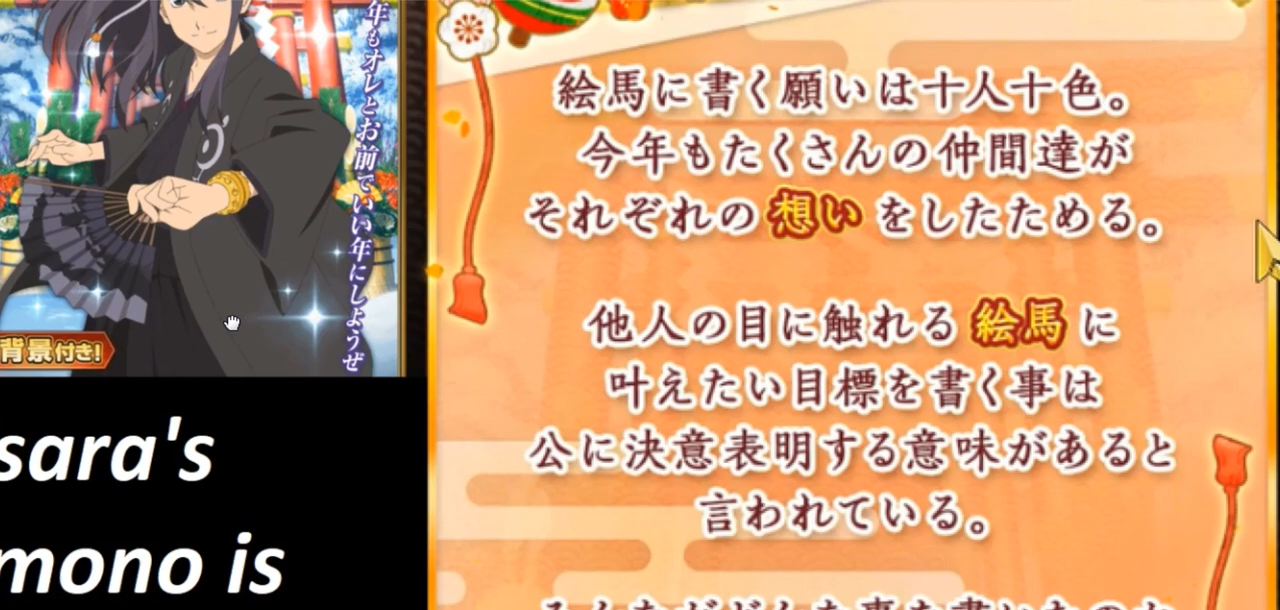 年もオレとお前でいい年にしようぜ
背景付き!
sara's
mono is
絵馬に書く願いは十人十色。
今年もたくさんの仲間達が
それぞれの想いをしたためる。
他人の目に触れる絵馬に
叶えたい目標を書く事は
公に決意表明する意味があると
言われている。